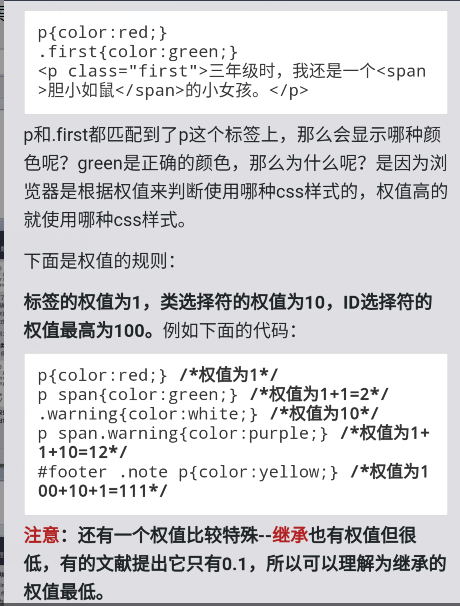 p{color:red;}
.first{color:green;}
<p class="first">三年级时，我还是一个<span
>胆小如鼠</span>的小女孩。</p>
p和.first都匹配到了p这个标签上，那么会显示哪种颜
色呢？green是正确的颜色，那么为什么呢？是因为浏
览器是根据权值来判断使用哪种css样式的，权值高的
就使用哪种css样式。
下面是权值的规则：
标签的权值为1，类选择符的权值为10，ID选择符的
权值最高为100。例如下面的代码：
p{color:red;} /*权值为1*/
p span{color:green;} /*权值为1+1=2*/
.warning{color:white;} /*权值为10*/
p span.warning{color:purple;} /*权值为1+
1+10=12*/
#footer .note p{color:yellow;} /*权值为1
00+10+1=111*/
注意：还有一个权值比较特殊--继承也有权值但很
低，有的文献提出它只有0.1，所以可以理解为继承的
权值最低。